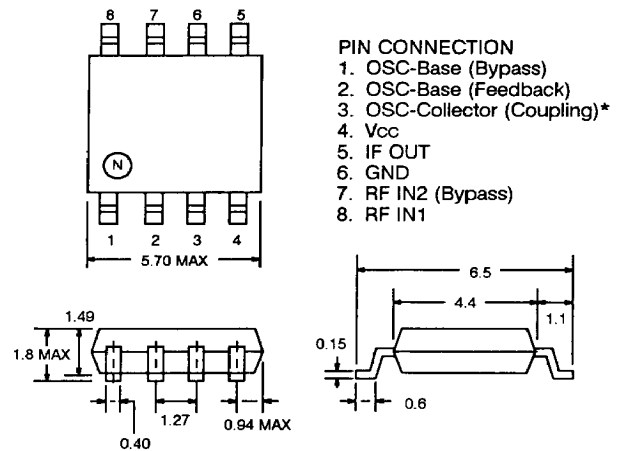 8 7 6 5
N
1 2 3 4
5.70 MAX
PIN CONNECTION
1. OSC-Base (Bypass)
2. OSC-Base (Feedback)
3. OSC-Collector (Coupling)*
4. Vcc
5. IF OUT
6. GND
7. RF IN2 (Bypass)
8. RF IN1
1.49
1.8 MAX
1.27
0.94 MAX
0.40
6.5
4.4
1.1
0.15
0.6